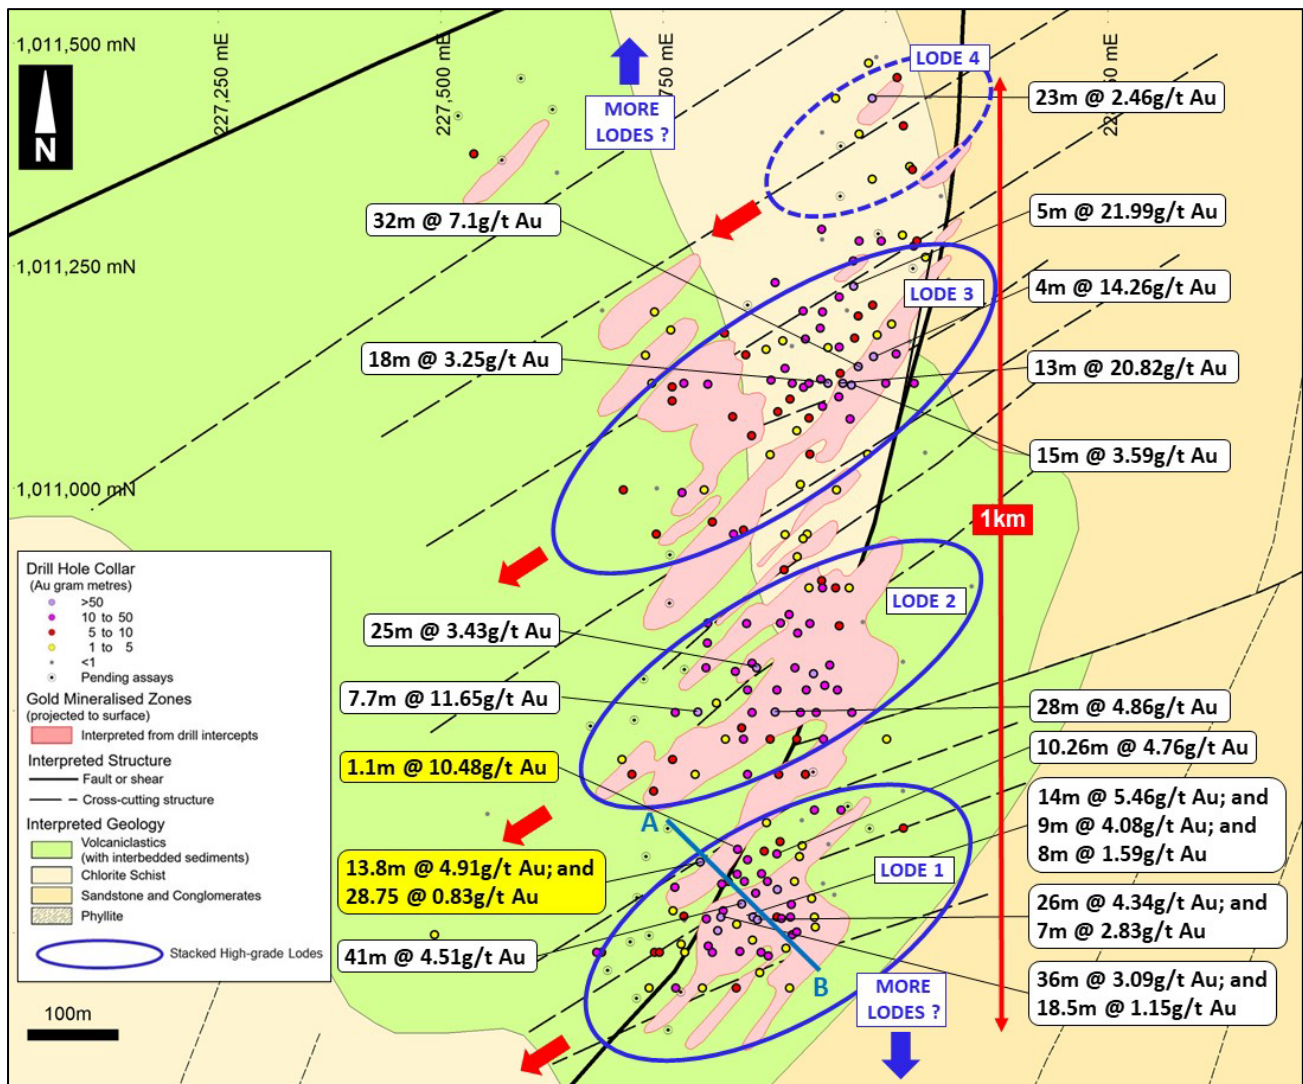 1,011,500 mN
227,250 mE
227,500 mE
750 mE
LODE 4
23m @ 2.46g/t Au
MORE
LODES ?
N
32m @ 7.1g/t Au
5m @ 21.99g/t Au
1,011,250 mN
LODE 3
4m @ 14.26g/t Au
18m @ 3.25g/t Au
13m @ 20.82g/t Au
15m @ 3.59g/t Au
1,011,000 mN
1km
Drill Hole Collar
(Au gram metres)
>50
10 to 50
5 to 10
1 to 5
<1
Pending assays
Gold Mineralised Zones
(projected to surface)
Interpreted from drill intercepts
Interpreted Structure
Fault or shear
Cross-cutting structure
Interpreted Geology
Volcaniclastics
(with interbedded sediments)
Chlorite Schist
Sandstone and Conglomerates
Phyllite
Stacked High-grade Lodes
100m
LODE 2
25m @ 3.43g/t Au
7.7m @ 11.65g/t Au
28m @ 4.86g/t Au
10.26m @ 4.76g/t Au
1.1m @ 10.48g/t Au
14m @ 5.46g/t Au; and
9m @ 4.08g/t Au; and
8m @ 1.59g/t Au
A
LODE 1
13.8m @ 4.91g/t Au; and
28.75 @ 0.83g/t Au
26m @ 4.34g/t Au; and
7m @ 2.83g/t Au
41m @ 4.51g/t Au
B
36m @ 3.09g/t Au; and
18.5m @ 1.15g/t Au
MORE
LODES ?